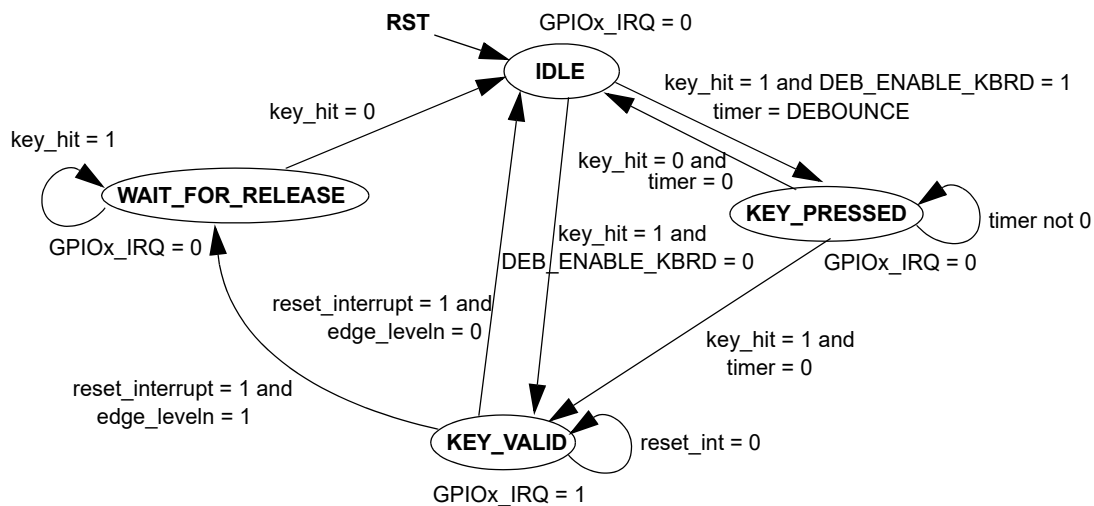 RST
GPIOx_IRQ = 0
IDLE
key_hit = 1 and DEB_ENABLE_KBRD = 1
timer = DEBOUNCE
key_hit = 0
key_hit = 1
key_hit = 0 and
timer = 0
WAIT_FOR_RELEASE
KEY_PRESSED
timer not 0
GPIOx_IRQ = 0
key_hit = 1 and
DEB_ENABLE_KBRD = 0
GPIOx_IRQ = 0
reset_interrupt = 1 and
edge_leveln = 0
key_hit = 1 and
timer = 0
reset_interrupt = 1 and
edge_leveln = 1
KEY_VALID
reset_int = 0
GPIOx_IRQ = 1